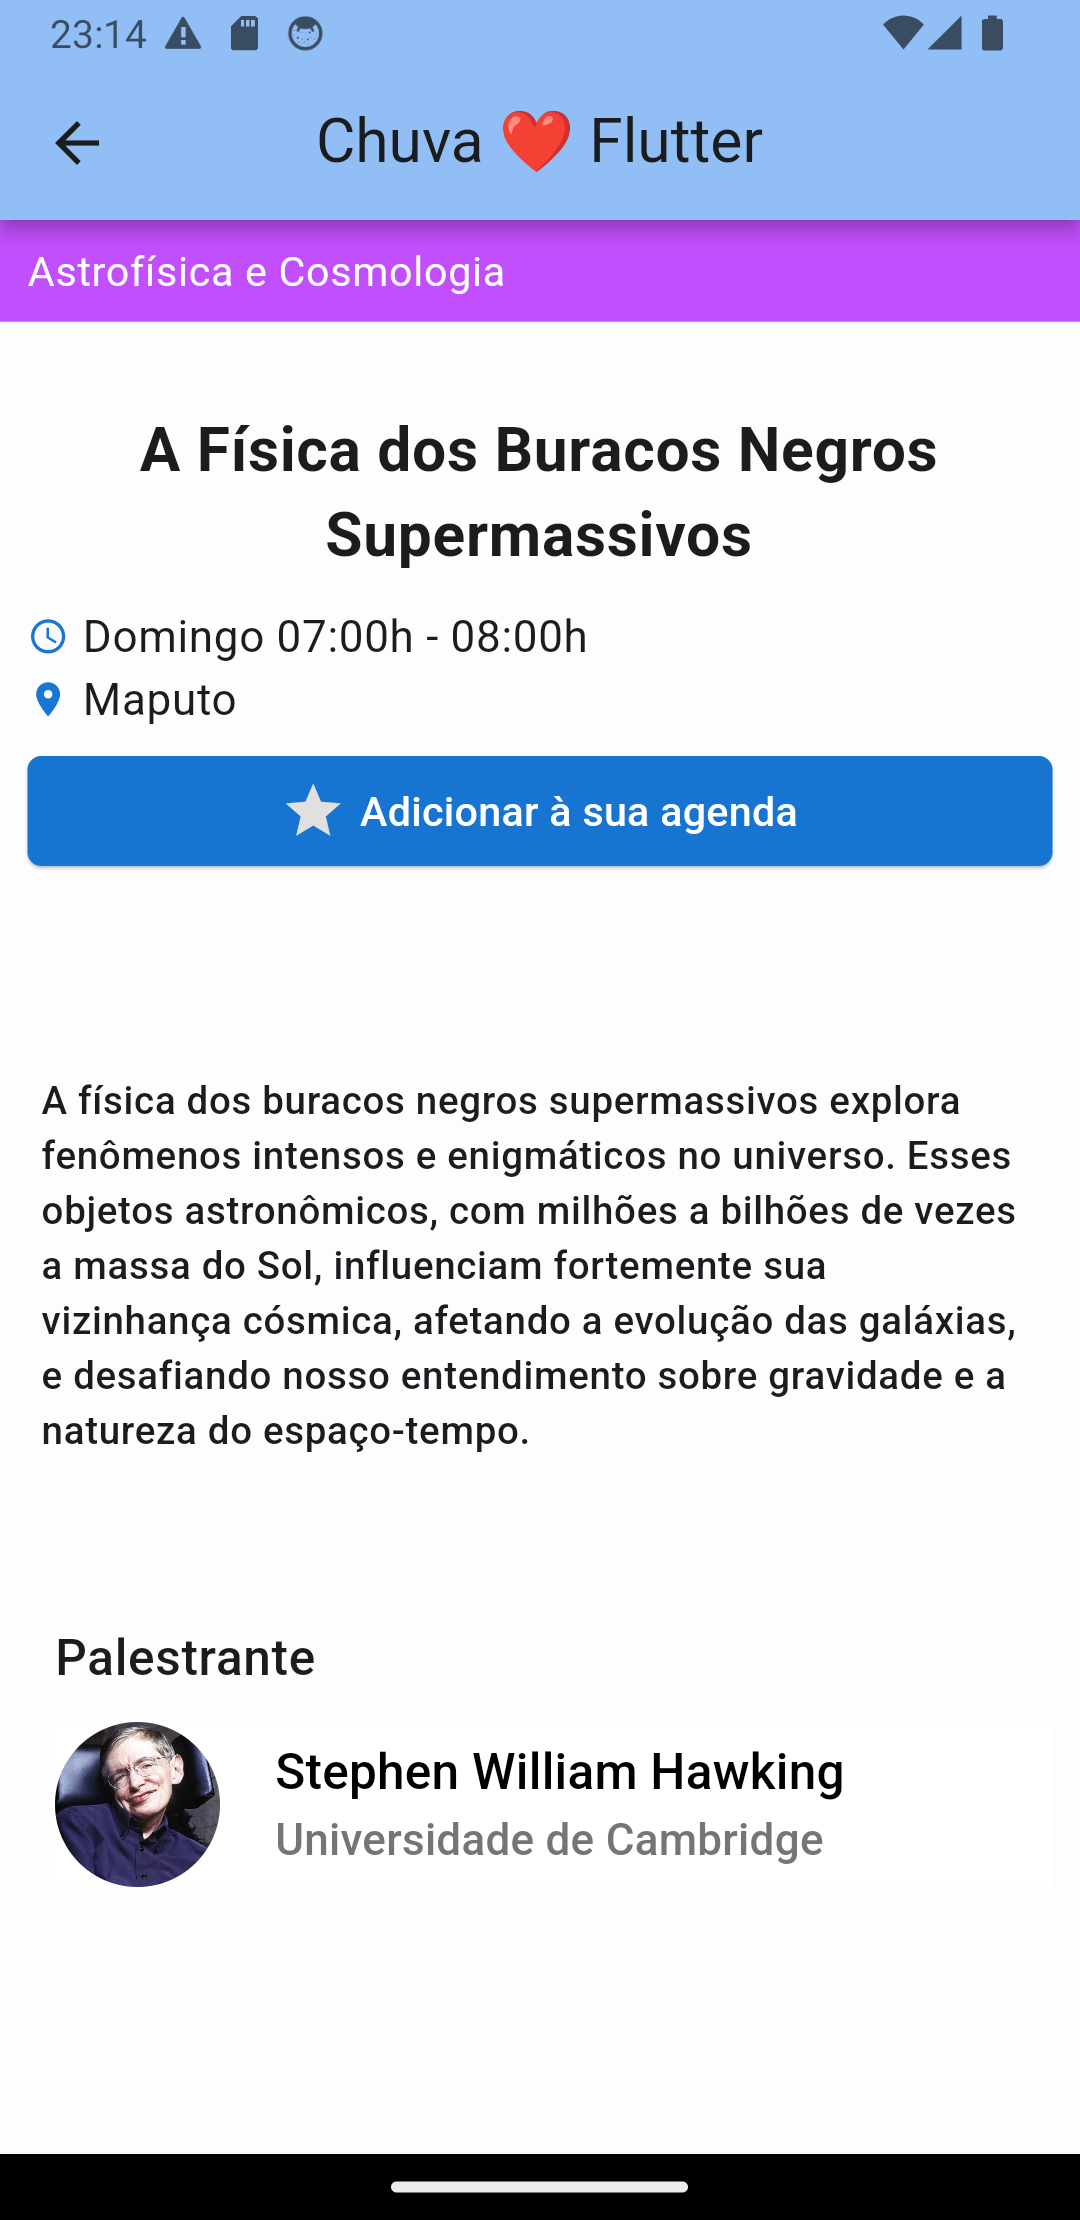 23:14
Chuva ❤️ Flutter
Astrofísica e Cosmologia
A Física dos Buracos Negros
Supermassivos
Domingo 07:00h - 08:00h
Maputo
Adicionar à sua agenda
A física dos buracos negros supermassivos explora
fenômenos intensos e enigmáticos no universo. Esses
objetos astronômicos, com milhões a bilhões de vezes
a massa do Sol, influenciam fortemente sua
vizinhança cósmica, afetando a evolução das galáxias,
e desafiando nosso entendimento sobre gravidade e a
natureza do espaço-tempo.
Palestrante
Stephen William Hawking
Universidade de Cambridge